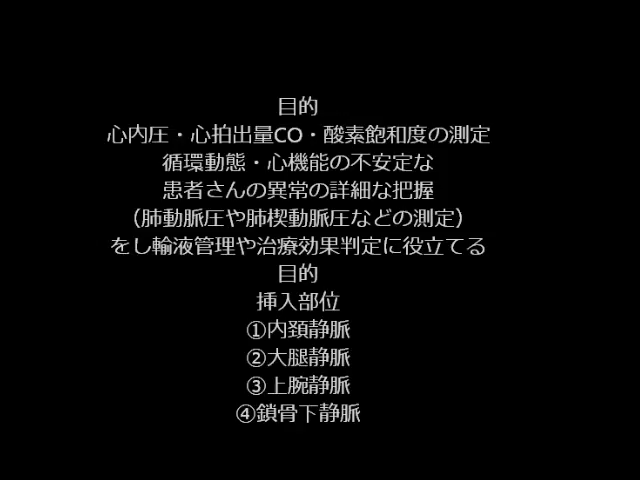 目的
心内圧・心拍出量CO・酸素飽和度の測定
循環動態・心機能の不安定な
患者さんの異常の詳細な把握
（肺動脈圧や肺楔動脈圧などの測定）
をし輸液管理や治療効果判定に役立てる
目的
挿入部位
①内頚静脈
②大腿静脈
③上腕静脈
④鎖骨下静脈